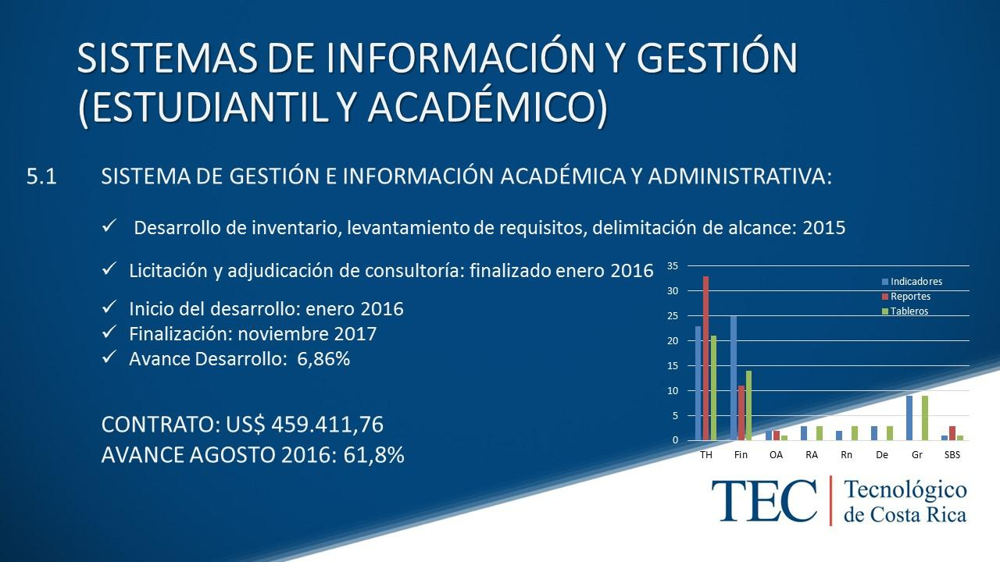 SISTEMAS DE INFORMACIÓN Y GESTIÓN
(ESTUDIANTIL Y ACADÉMICO)
5.1 SISTEMA DE GESTIÓN E INFORMACIÓN ACADÉMICA Y ADMINISTRATIVA:
✓ Desarrollo de inventario, levantamiento de requisitos, delimitación de alcance: 2015
✓ Licitación y adjudicación de consultoría: finalizado enero 2016
✓ Inicio del desarrollo: enero 2016
✓ Finalización: noviembre 2017
✓ Avance Desarrollo: 6,86%
CONTRATO: US$ 459.411,76
AVANCE AGOSTO 2016: 61,8%
35
30
25
20
15
10
5
0
Indicadores
Reportes
Tableros
TH Fin OA RA Rn De Gr SBS
TEC
Tecnológico
de Costa Rica